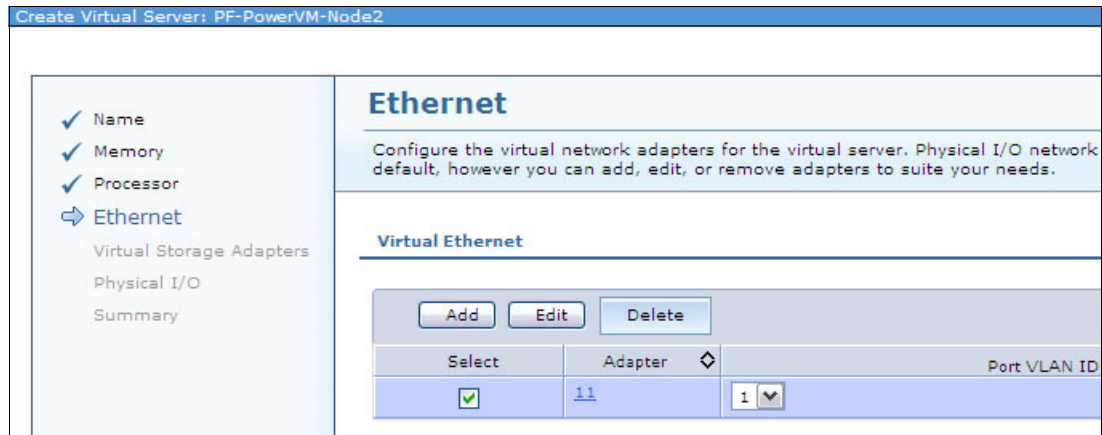 Create Virtual Server: PF-PowerVM-Node2
Name
Memory
Processor
Ethernet
Virtual Storage Adapters
Physical I/O
Summary
Ethernet
Configure the virtual network adapters for the virtual server. Physical I/O network
default, however you can add, edit, or remove adapters to suite your needs.
Virtual Ethernet
Add Edit Delete
Select Adapter Port VLAN ID
11 1